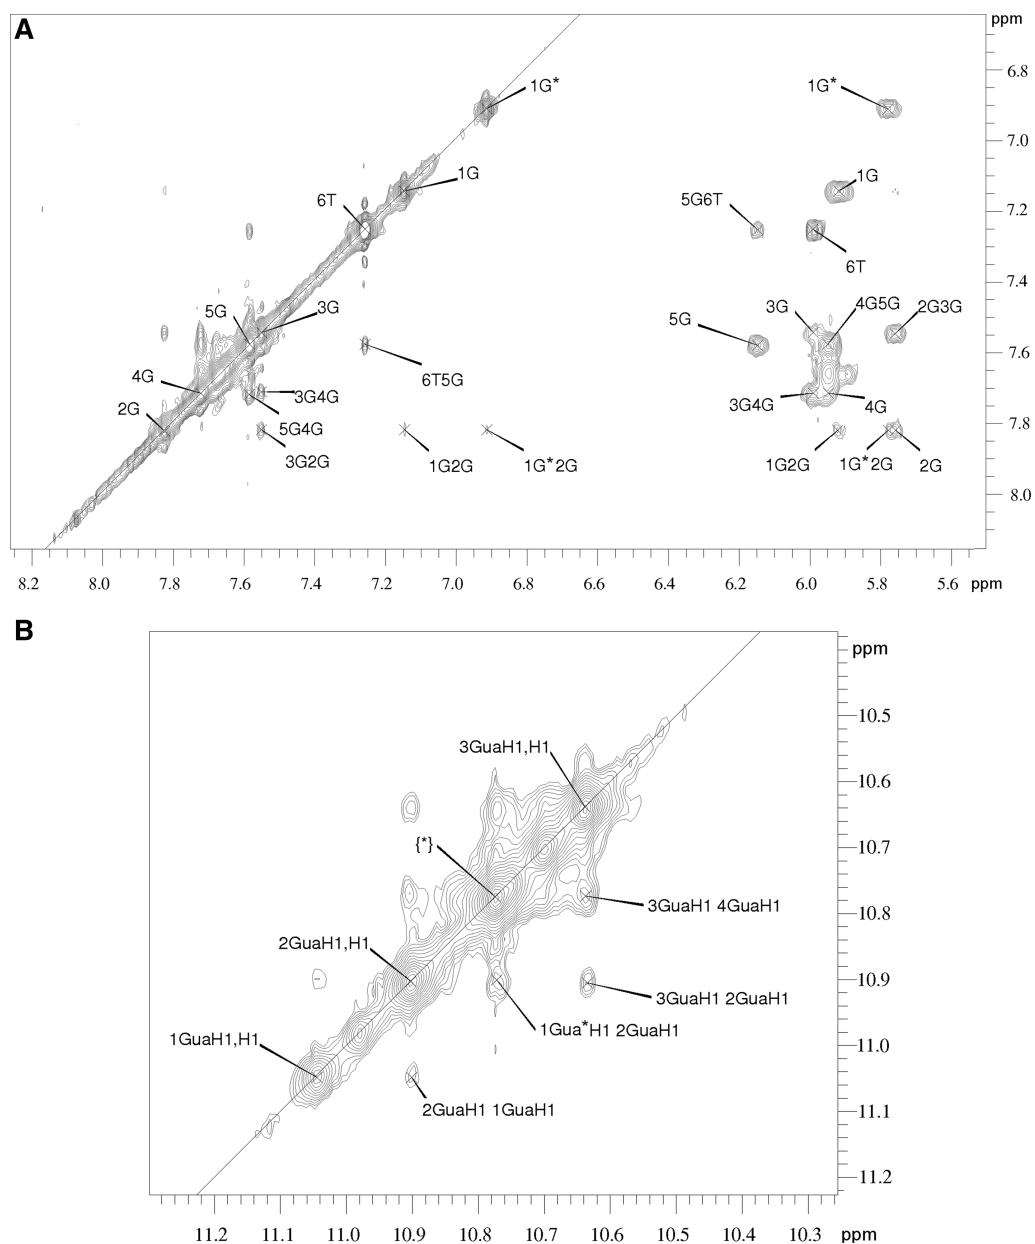 A
ppm
6.8
1G*
1G*
7.0
1G
1G
6T
5G6T
7.2
6T
7.4
5G
3G
3G
4G5G
2G3G
5G
7.6
4G
6T5G
3G4G
3G4G
4G
2G
5G4G
7.8
3G2G
1G2G
1G*2G
1G2G
1G*2G
2G
8.0
8.2 8.0 7.8 7.6 7.4 7.2 7.0 6.8 6.6 6.4 6.2 6.0 5.8 5.6 ppm
B
ppm
10.5
3GuaH1,H1
10.6
{*}
10.7
10.8
3GuaH1 4GuaH1
2GuaH1,H1
10.9
3GuaH1 2GuaH1
1GuaH1,H1
1Gua*H1 2GuaH1
11.0
2GuaH1 1GuaH1
11.1
11.2
11.2 11.0 10.9 10.8 10.7 10.6 10.5 10.4 10.3 ppm